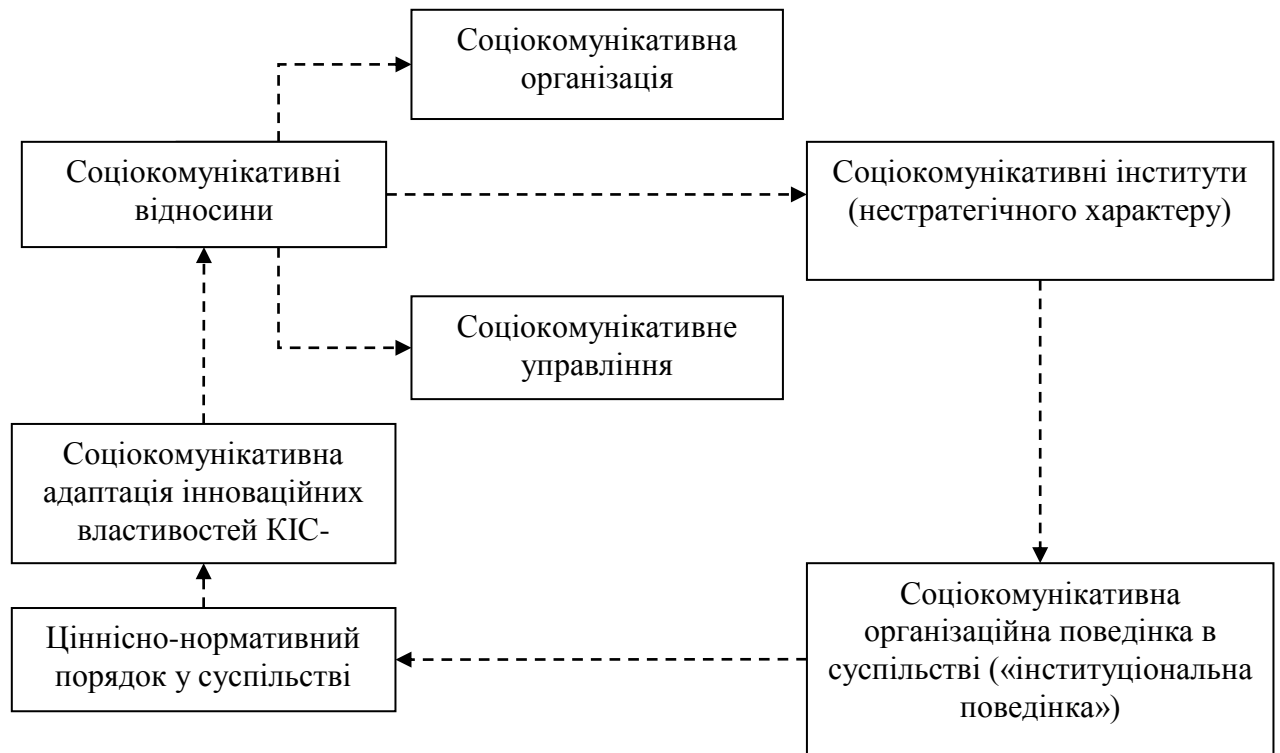 Соціокомунікативна
організація
Соціокомунікативні
відносини
Соціокомунікативні інститути
(нестратегічного характеру)
Соціокомунікативне
управління
Соціокомунікативна
адаптація інноваційних
властивостей КІС-
Ціннісно-нормативний
порядок у суспільстві
Соціокомунікативна
організаційна поведінка в
суспільстві («інституціональна
поведінка»)